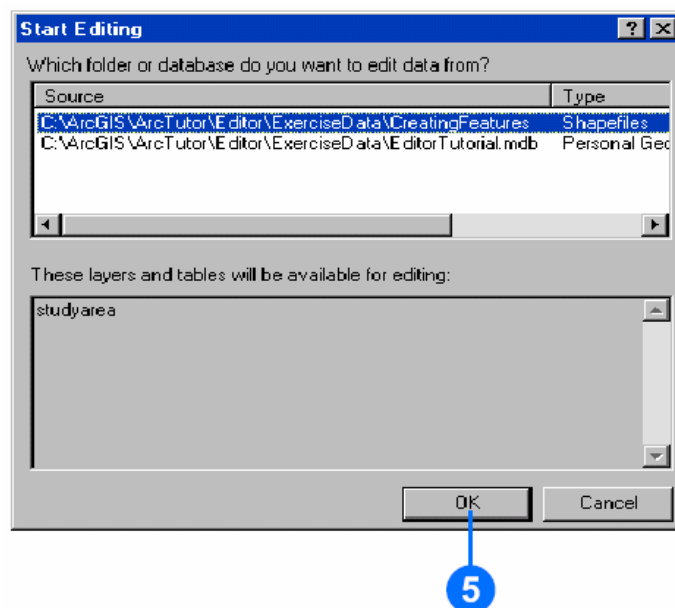 Start Editing
Which folder or database do you want to edit data from?
Source Type
C:\ArcGIS\ArcTutor\Editor\ExerciseData\CreatingFeatures Shapefiles
C:\ArcGIS\ArcTutor\Editor\ExerciseData\EditorTutorial.mdb Personal Geo
These layers and tables will be available for editing:
studyarea
OK Cancel
5